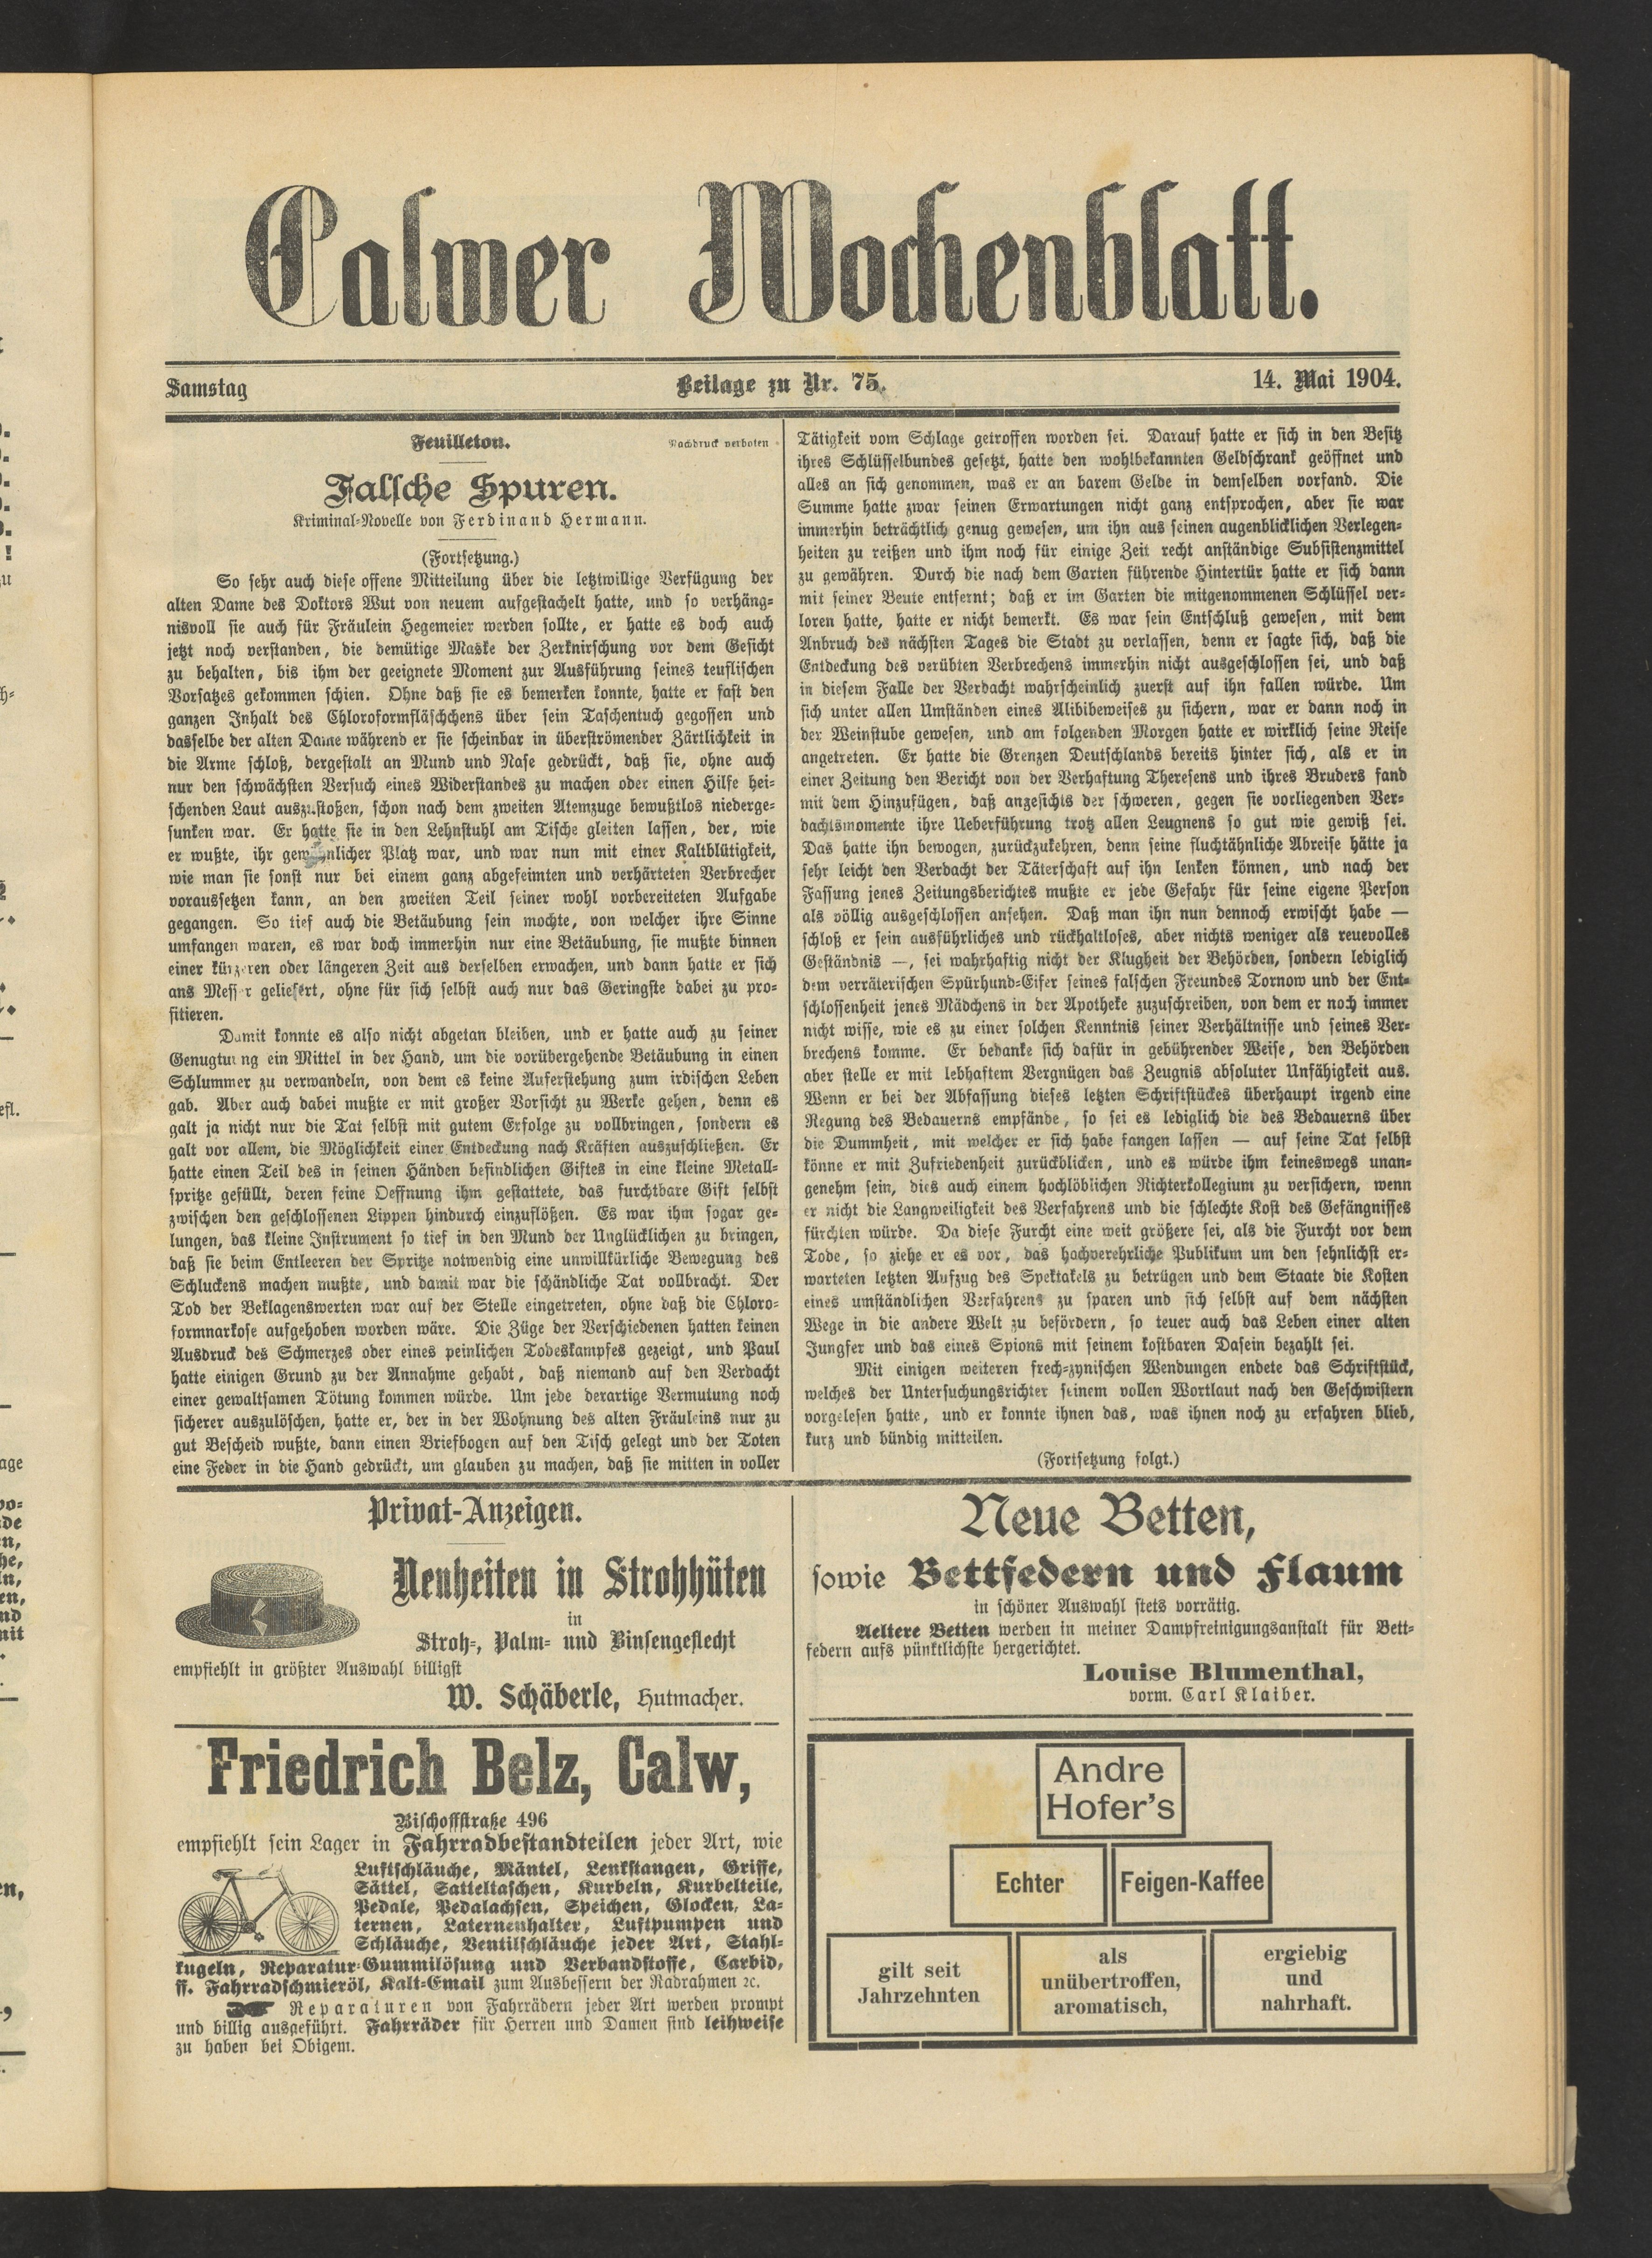 Calwer Wochenblatt.
Samstag
Beilage zu Nr. 75.
14. Mai 1904.
Feuilleton.
Nachdruck verboten
Falsche Spuren.
Kriminal-Novelle von Ferdinand Hermann.
(Fortsetzung.)
So sehr auch diese offene Mitteilung über die letztwillige Verfügung der
alten Dame des Doktors Wut von neuem aufgestachelt hatte, und so verhäng-
nisvoll sie auch für Fräulein Hegemeier werden sollte, er hatte es doch auch
jetzt noch verstanden, die demütige Maske der Zerknirschung vor dem Gesicht
zu behalten, bis ihm der geeignete Moment zur Ausführung seines teuflischen
Vorsatzes gekommen schien. Ohne daß sie es bemerken konnte, hatte er fast den
ganzen Inhalt des Chloroformfläschchens über sein Taschentuch gegossen und
dasselbe der alten Dame während er sie scheinbar in überströmender Zärtlichkeit in
die Arme schloß, dergestalt an Mund und Nase gedrückt, daß sie, ohne auch
nur den schwächsten Versuch eines Widerstandes zu machen oder einen Hilfe hei-
schenden Laut auszustoßen, schon nach dem zweiten Atemzuge bewußtlos niederge-
sunken war. Er hatte sie in den Lehnstuhl am Tische gleiten lassen, der, wie
er wußte, ihr gewöhnlicher Platz war, und war nun mit einer Kaltblütigkeit,
wie man sie sonst nur bei einem ganz abgefeimten und verhärteten Verbrecher
voraussetzen kann, an den zweiten Teil seiner wohl vorbereiteten Aufgabe
gegangen. So tief auch die Betäubung sein mochte, von welcher ihre Sinne
umfangen waren, es war doch immerhin nur eine Betäubung, sie mußte binnen
einer kürzeren oder längeren Zeit aus derselben erwachen, und dann hatte er sich
ans Messer geliefert, ohne für sich selbst auch nur das Geringste dabei zu pro-
fitieren.
Damit konnte es also nicht abgetan bleiben, und er hatte auch zu seiner
Genugtuung ein Mittel in der Hand, um die vorübergehende Betäubung in einen
Schlummer zu verwandeln, von dem es keine Auferstehung zum irdischen Leben
gab. Aber auch dabei mußte er mit großer Vorsicht zu Werke gehen, denn es
galt ja nicht nur die Tat selbst mit gutem Erfolge zu vollbringen, sondern es
galt vor allem, die Möglichkeit einer Entdeckung nach Kräften auszuschließen. Er
hatte einen Teil des in seinen Händen befindlichen Giftes in eine kleine Metall-
spritze gefüllt, deren feine Oeffnung ihm gestattete, das furchtbare Gift selbst
zwischen den geschlossenen Lippen hindurch einzuflößen. Es war ihm sogar ge-
lungen, das kleine Instrument so tief in den Mund der Unglücklichen zu bringen,
daß sie beim Entleeren der Spritze notwendig eine unwillkürliche Bewegung des
Schluckens machen mußte, und damit war die schändliche Tat vollbracht. Der
Tod der Beklagenswerten war auf der Stelle eingetreten, ohne daß die Chloro-
formnarkose aufgehoben worden wäre. Die Züge der Verschiedenen hatten keinen
Ausdruck des Schmerzes oder eines peinlichen Todeskampfes gezeigt, und Paul
hatte einigen Grund zu der Annahme gehabt, daß niemand auf den Verdacht
einer gewaltsamen Tötung kommen würde. Um jede derartige Vermutung noch
sicherer auszulöschen, hatte er, der in der Wohnung des alten Fräuleins nur zu
gut Bescheid wußte, dann einen Briefbogen auf den Tisch gelegt und der Toten
eine Feder in die Hand gedrückt, um glauben zu machen, daß sie mitten in voller
Tätigkeit vom Schlage getroffen worden sei. Darauf hatte er sich in den Besitz
ihres Schlüsselbundes gesetzt, hatte den wohlbekannten Geldschrank geöffnet und
alles an sich genommen, was er an barem Gelde in demselben vorfand. Die
Summe hatte zwar seinen Erwartungen nicht ganz entsprochen, aber sie war
immerhin beträchtlich genug gewesen, um ihn aus seinen augenblicklichen Verlegen-
heiten zu reißen und ihm noch für einige Zeit recht anständige Subsistenzmittel
zu gewähren. Durch die nach dem Garten führende Hintertür hatte er sich dann
mit seiner Beute entfernt; daß er im Garten die mitgenommenen Schlüssel ver-
loren hatte, hatte er nicht bemerkt. Es war sein Entschluß gewesen, mit dem
Anbruch des nächsten Tages die Stadt zu verlassen, denn er sagte sich, daß die
Entdeckung des verübten Verbrechens immerhin nicht ausgeschlossen sei, und daß
in diesem Falle der Verdacht wahrscheinlich zuerst auf ihn fallen würde. Um
sich unter allen Umständen eines Alibibeweises zu sichern, war er dann noch in
der Weinstube gewesen, und am folgenden Morgen hatte er wirklich seine Reise
angetreten. Er hatte die Grenzen Deutschlands bereits hinter sich, als er in
einer Zeitung den Bericht von der Verhaftung Theresens und ihres Bruders fand
mit dem Hinzufügen, daß angesichts der schweren, gegen sie vorliegenden Ver-
dachtsmomente ihre Ueberführung trotz allen Leugnens so gut wie gewiß sei.
Das hatte ihn bewogen, zurückzukehren, denn seine fluchtähnliche Abreise hätte ja
sehr leicht den Verdacht der Täterschaft auf ihn lenken können, und nach der
Fassung jenes Zeitungsberichtes mußte er jede Gefahr für seine eigene Person
als völlig ausgeschlossen ansehen. Daß man ihn nun dennoch erwischt habe —
schloß er sein ausführliches und rückhaltloses, aber nichts weniger als reuevolles
Geständnis —, sei wahrhaftig nicht der Klugheit der Behörden, sondern lediglich
dem verräterischen Spürhund-Eifer seines falschen Freundes Tornow und der Ent-
schlossenheit jenes Mädchens in der Apotheke zuzuschreiben, von dem er noch immer
nicht wisse, wie es zu einer solchen Kenntnis seiner Verhältnisse und seines Ver-
brechens komme. Er bedanke sich dafür in gebührender Weise, den Behörden
aber stelle er mit lebhaftem Vergnügen das Zeugnis absoluter Unfähigkeit aus.
Wenn er bei der Abfassung dieses letzten Schriftstückes überhaupt irgend eine
Regung des Bedauerns empfände, so sei es lediglich die des Bedauerns über
die Dummheit, mit welcher er sich habe fangen lassen — auf seine Tat selbst
könne er mit Zufriedenheit zurückblicken, und es würde ihm keineswegs unan-
genehm sein, dies auch einem hochlöblichen Richterkollegium zu versichern, wenn
er nicht die Langweiligkeit des Verfahrens und die schlechte Kost des Gefängnisses
fürchten würde. Da diese Furcht eine weit größere sei, als die Furcht vor dem
Tode, so ziehe er es vor, das hochverehrliche Publikum um den sehnlichst er-
warteten letzten Aufzug des Spektakels zu betrügen und dem Staate die Kosten
eines umständlichen Verfahrens zu sparen und sich selbst auf dem nächsten
Wege in die andere Welt zu befördern, so teuer auch das Leben einer alten
Jungfer und das eines Spions mit seinem kostbaren Dasein bezahlt sei.
Mit einigen weiteren frech-zynischen Wendungen endete das Schriftstück,
welches der Untersuchungsrichter seinem vollen Wortlaut nach den Geschwistern
vorgelesen hatte, und er konnte ihnen das, was ihnen noch zu erfahren blieb,
kurz und bündig mitteilen.
(Fortsetzung folgt.)
Privat-Anzeigen.
Neuheiten in Strohhüten
in
Stroh-, Palm- und Binsengeflecht
empfiehlt in größter Auswahl billigst
W. Schäberle, Hutmacher.
Friedrich Belz, Calw,
Bischoffstraße 496
empfiehlt sein Lager in Fahrradbestandteilen jeder Art, wie
Luftschläuche, Mäntel, Lenkstangen, Griffe,
Sättel, Satteltaschen, Kurbeln, Kurbelteile,
Pedale, Pedalachsen, Speichen, Glocken, La-
ternen, Laternenhalter, Luftpumpen und
Schläuche, Ventilschläuche jeder Art, Stahl-
kugeln, Reparatur-Gummilösung und Verbandstoffe, Carbid,
ff. Fahrradschmieröl, Kalt-Email zum Ausbessern der Radrahmen ꝛc.
Reparaturen von Fahrrädern jeder Art werden prompt
und billig ausgeführt. Fahrräder für Herren und Damen sind leihweise
zu haben bei Obigem.
Neue Betten,
sowie Bettfedern und Flaum
in schöner Auswahl stets vorrätig.
Aeltere Betten werden in meiner Dampfreinigungsanstalt für Bett-
federn aufs pünktlichste hergerichtet.
Louise Blumenthal,
vorm. Carl Klaiber.
Andre
Hofer's
Echter
Feigen-Kaffee
gilt seit
Jahrzehnten
als
unübertroffen,
aromatisch,
ergiebig
und
nahrhaft.